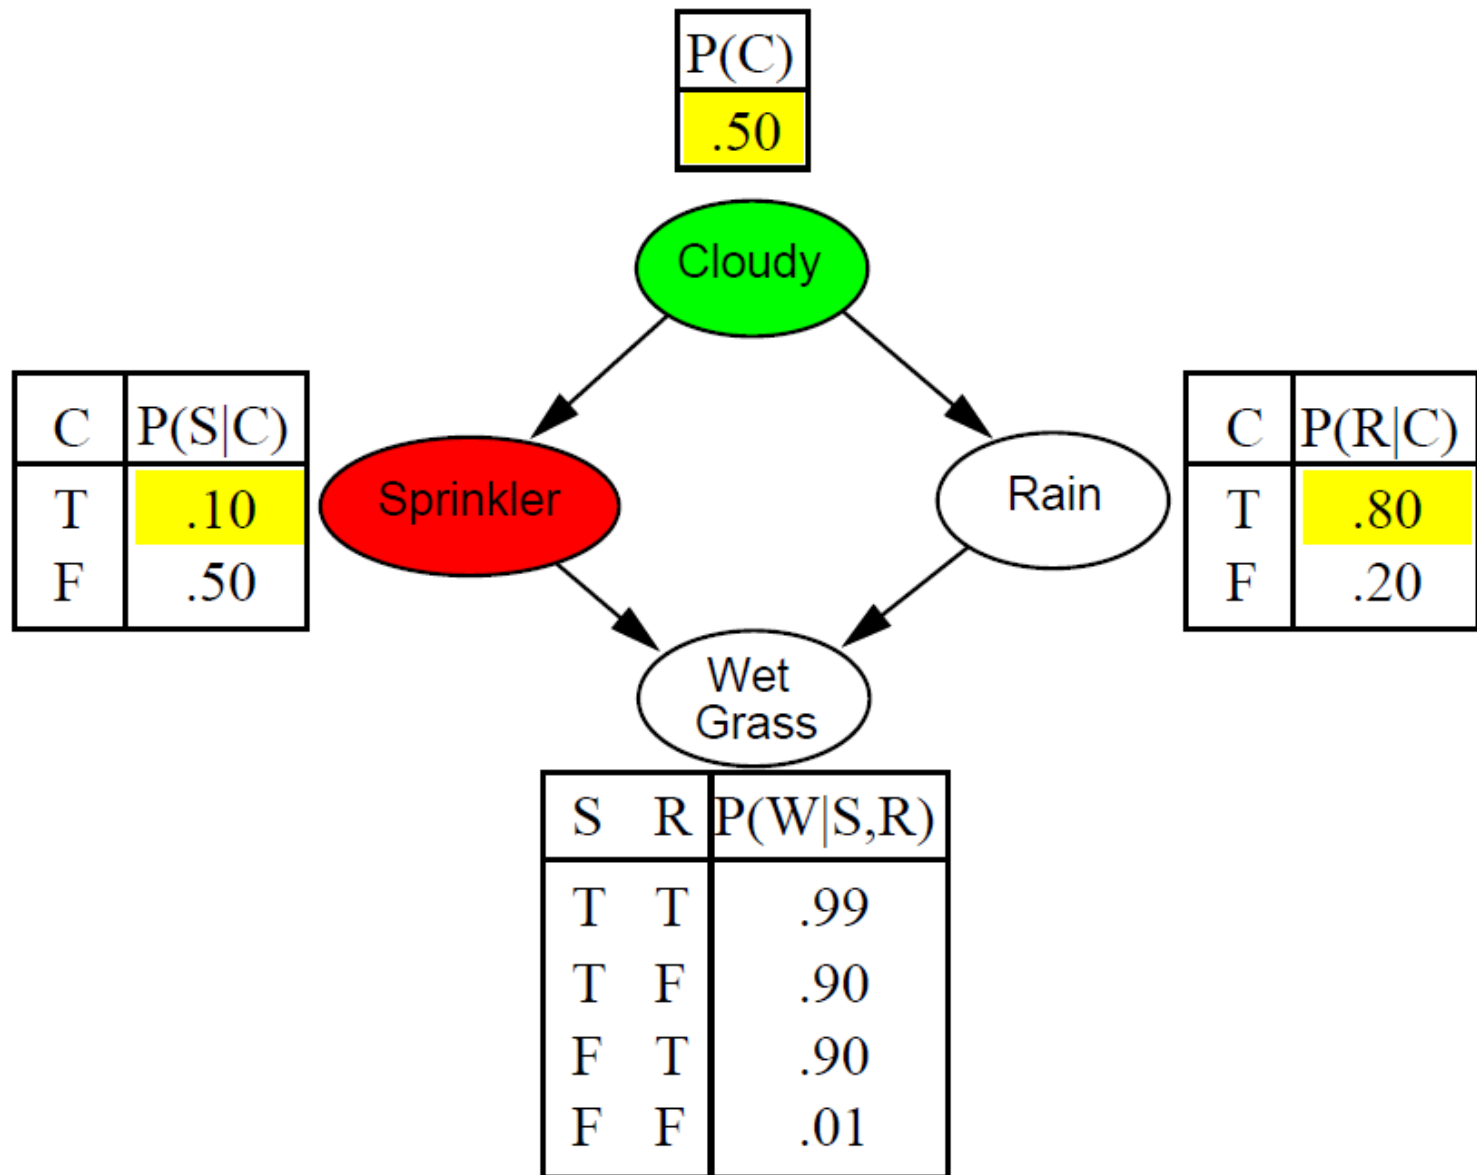 P(C)
.50
Cloudy
C P(S|C)
T .10
F .50
Sprinkler
Rain
C P(R|C)
T .80
F .20
Wet
Grass
S R P(W|S,R)
T T .99
T F .90
F T .90
F F .01